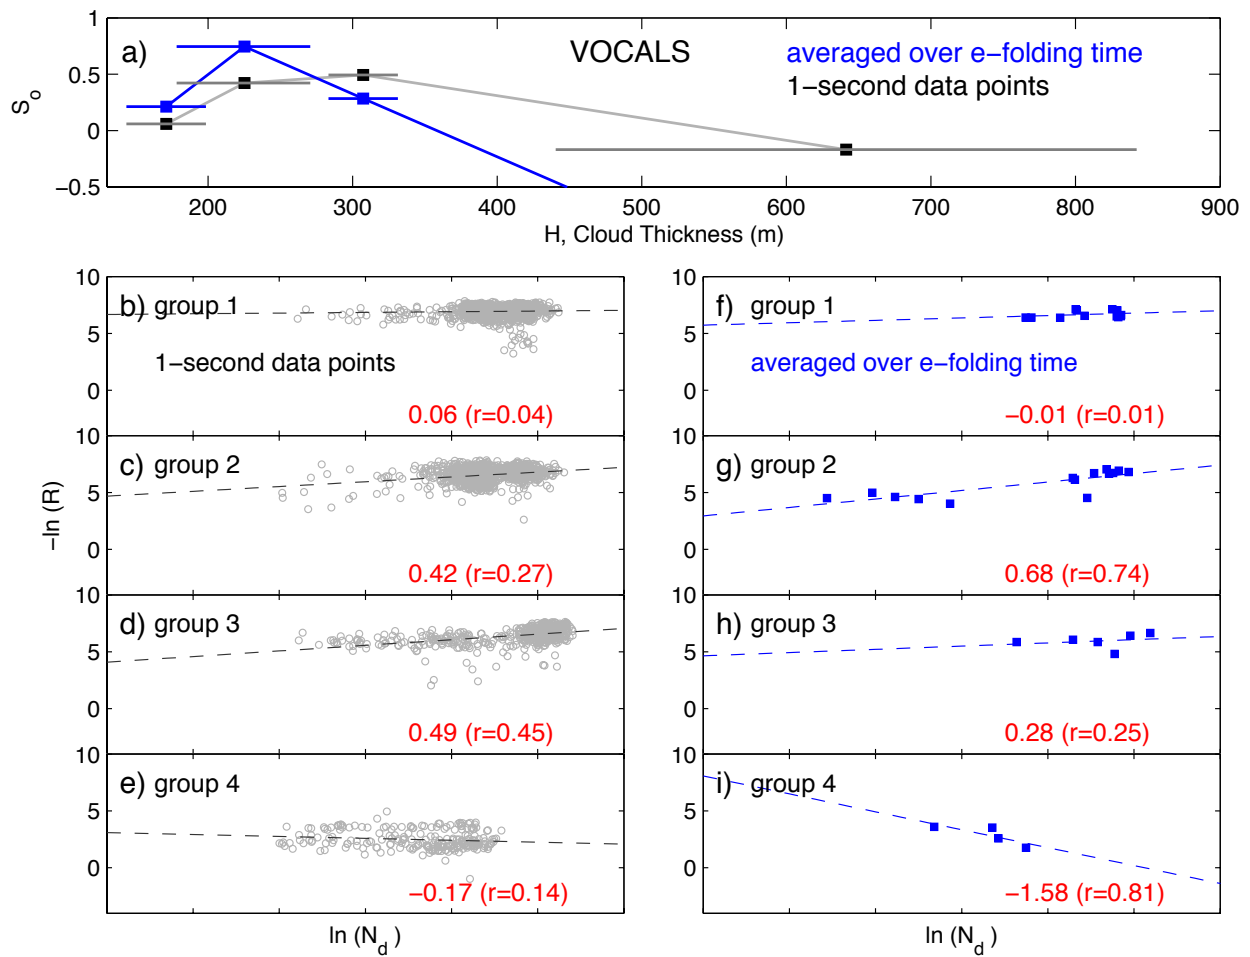 a)
VOCALS
averaged over e−folding time
1−second data points
S_o
1
0.5
0
−0.5
200
300
400
500
600
700
800
900
H, Cloud Thickness (m)
−ln (R)
10
5
0
b) group 1
1−second data points
0.06 (r=0.04)
10
5
0
c) group 2
0.42 (r=0.27)
10
5
0
d) group 3
0.49 (r=0.45)
10
5
0
e) group 4
−0.17 (r=0.14)
ln (N_d )
10
5
0
f) group 1
averaged over e−folding time
−0.01 (r=0.01)
10
5
0
g) group 2
0.68 (r=0.74)
10
5
0
h) group 3
0.28 (r=0.25)
10
5
0
i) group 4
−1.58 (r=0.81)
ln (N_d )